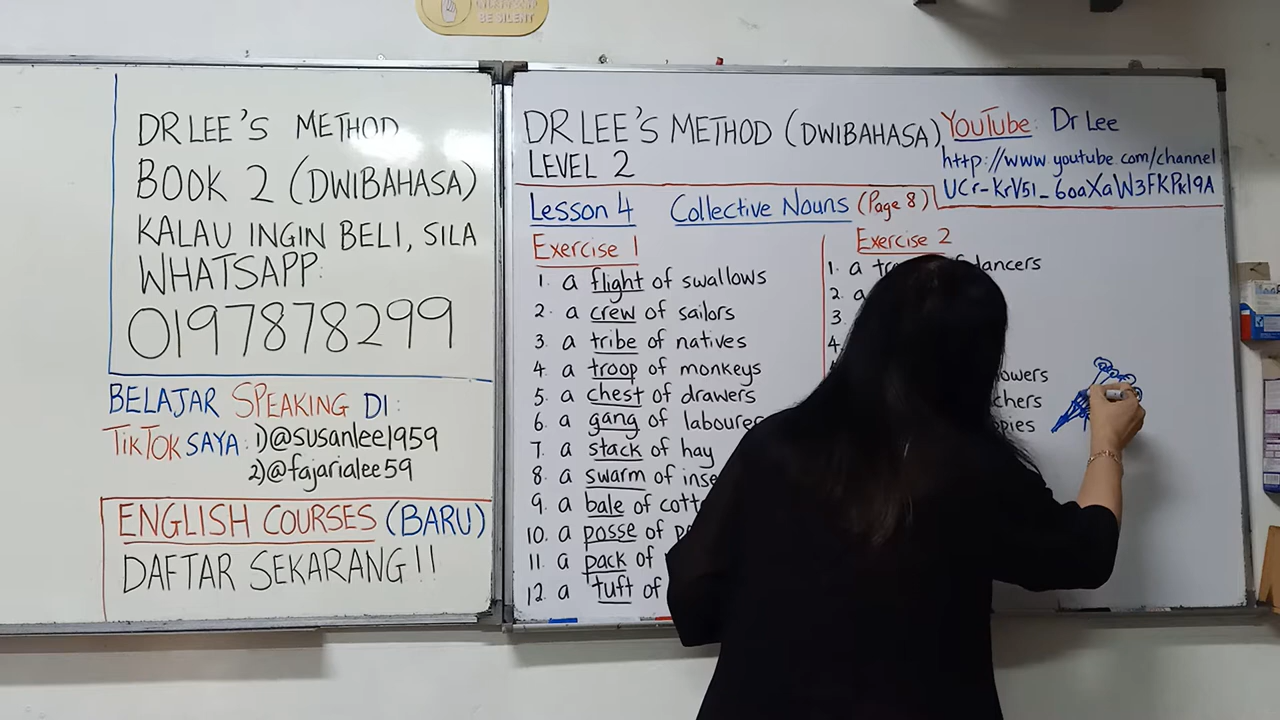 BE SILENT
DR LEE'S METHOD
BOOK 2 (DWIBAHASA)
KALAU INGIN BELI, SILA
WHATSAPP:
0197878299
BELAJAR SPEAKING DI:
TIKTOK SAYA: 1)@susanlee1959
2)@fajarialee59
ENGLISH COURSES (BARU)
DAFTAR SEKARANG!!
DR LEE'S METHOD (DWIBAHASA)
LEVEL 2
YouTube: Dr Lee
http://www youtube com/channel
UCr-KrV51_6oaXaW3FKPkl9A
Lesson 4 Collective Nouns (Page 8)
Exercise 1
1. a flight of swallows
2. a crew of sailors
3. a tribe of natives
4. a troop of monkeys
5. a chest of drawers
6. a gang of laboure
7. a stack of hay
8. a swarm of inse
9. a bale of cott
10. a posse of p
11. a pack of
12. a tuft of
Exercise 2
1. a of dancers
2. a
3.
4.
owers
chers
ppies